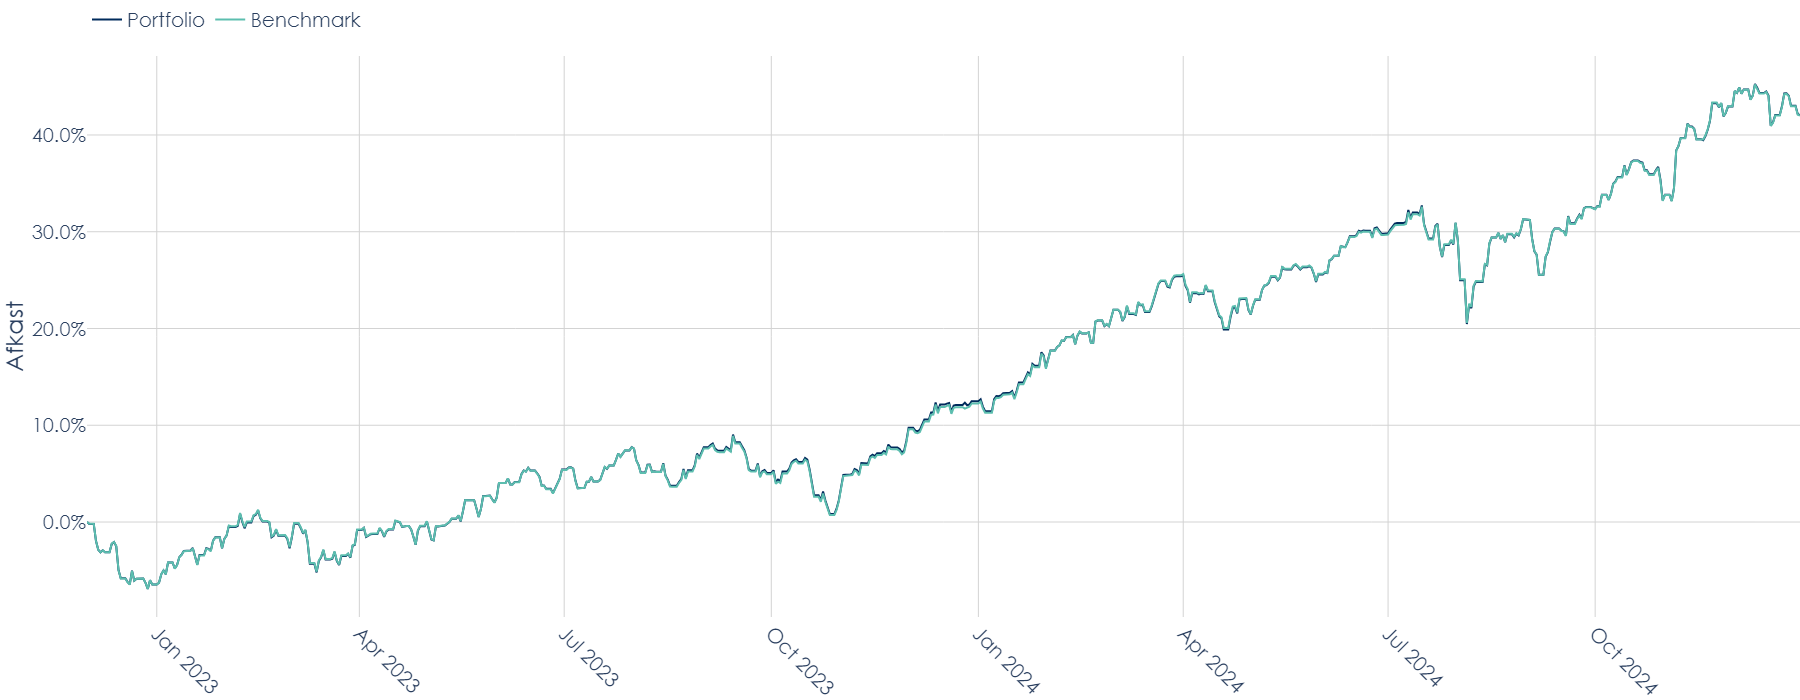 Portfolio Benchmark
Afkast
40.0%
30.0%
20.0%
10.0%
0.0%
Jan 2023
Apr 2023
Jul 2023
Oct 2023
Jan 2024
Apr 2024
Jul 2024
Oct 2024